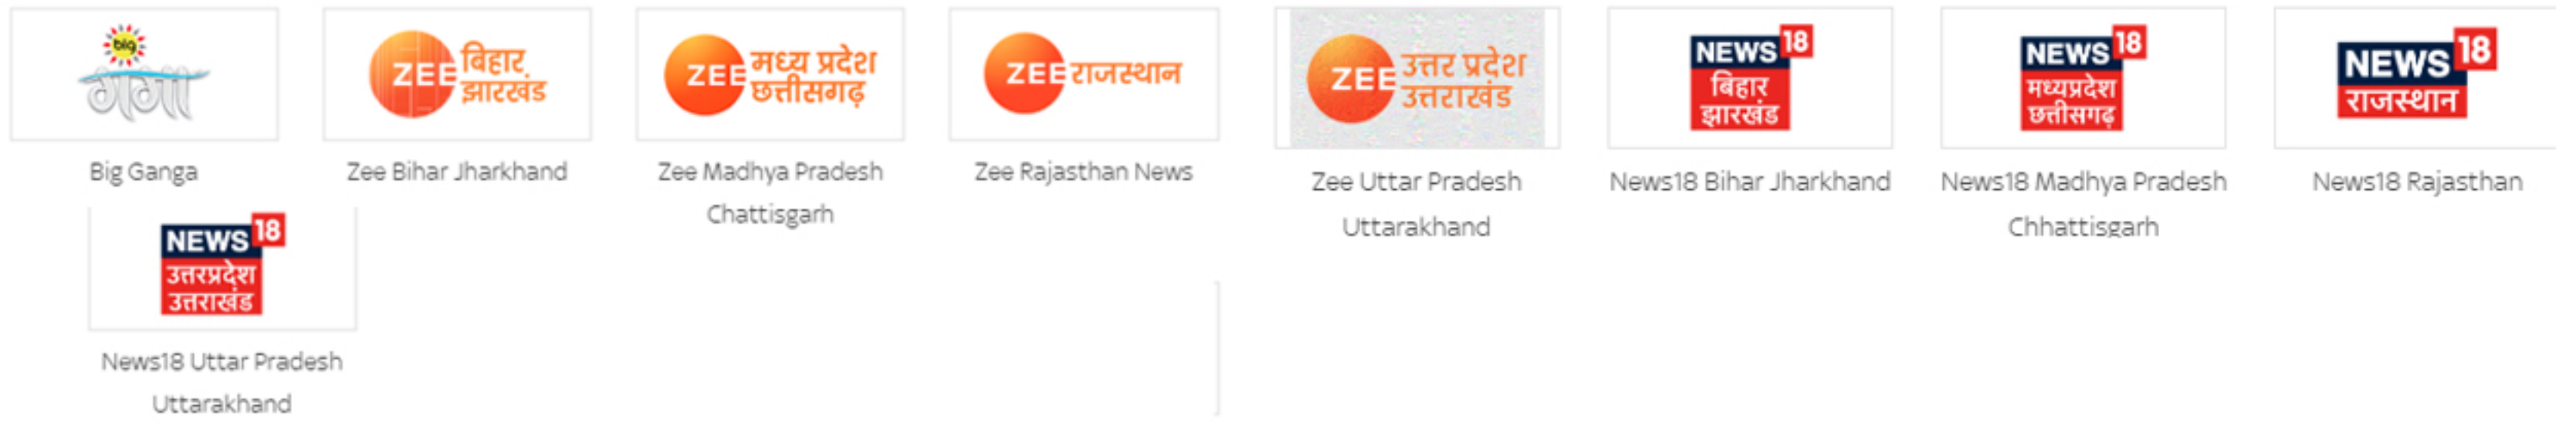 big
गंगा
Big Ganga
ZEE बिहार
झारखंड
Zee Bihar Jharkhand
ZEE मध्य प्रदेश
छत्तीसगढ़
Zee Madhya Pradesh
Chattisgarh
ZEE राजस्थान
Zee Rajasthan News
ZEE उत्तर प्रदेश
उत्तराखंड
Zee Uttar Pradesh
Uttarakhand
NEWS 18
बिहार
झारखंड
News18 Bihar Jharkhand
NEWS 18
मध्यप्रदेश
छत्तीसगढ़
News18 Madhya Pradesh
Chhattisgarh
NEWS 18
राजस्थान
News18 Rajasthan
NEWS 18
उत्तरप्रदेश
उत्तराखंड
News18 Uttar Pradesh
Uttarakhand